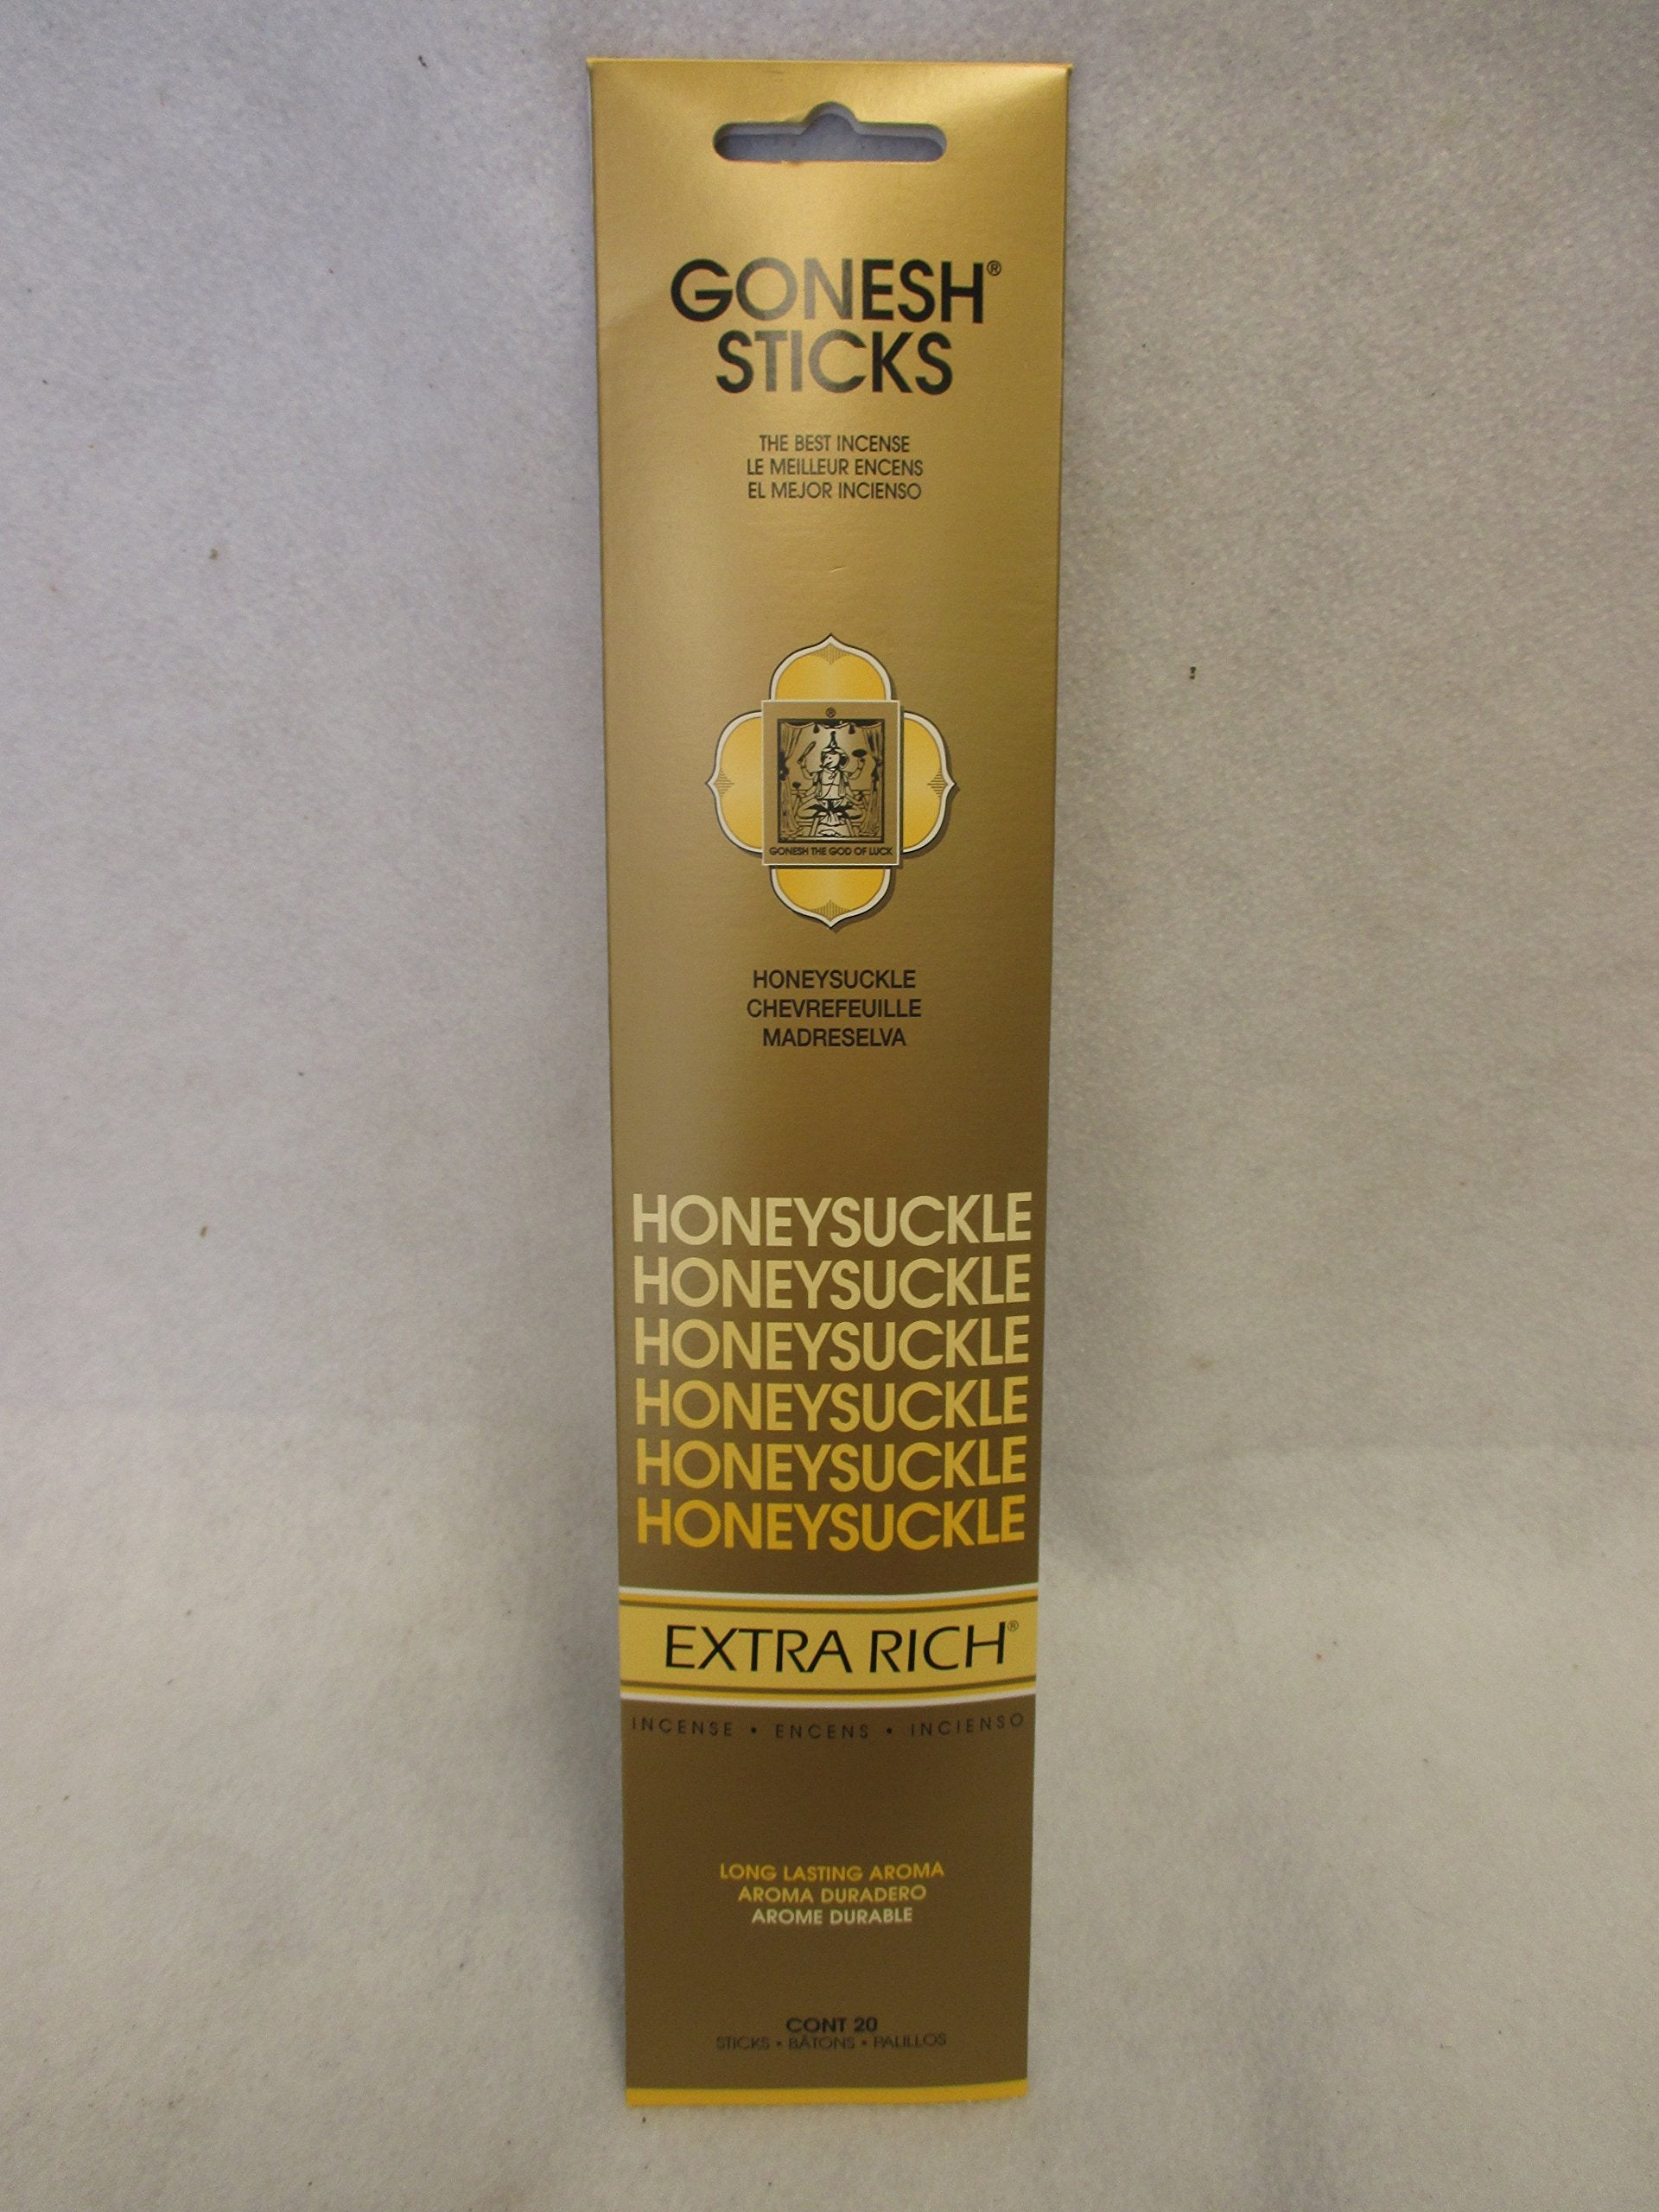 GONESH®
STICKS
THE BEST INCENSE
LE MEILLEUR ENCENS
EL MEJOR INCIENSO
®
GONESH THE GOD OF LUCK
HONEYSUCKLE
CHEVREFEUILLE
MADRESELVA
HONEYSUCKLE
HONEYSUCKLE
HONEYSUCKLE
HONEYSUCKLE
HONEYSUCKLE
HONEYSUCKLE
EXTRA RICH®
INCENSE • ENCENS • INCIENSO
LONG LASTING AROMA
AROMA DURADERO
AROME DURABLE
CONT 20
STICKS • BÂTONS • PALILLOS